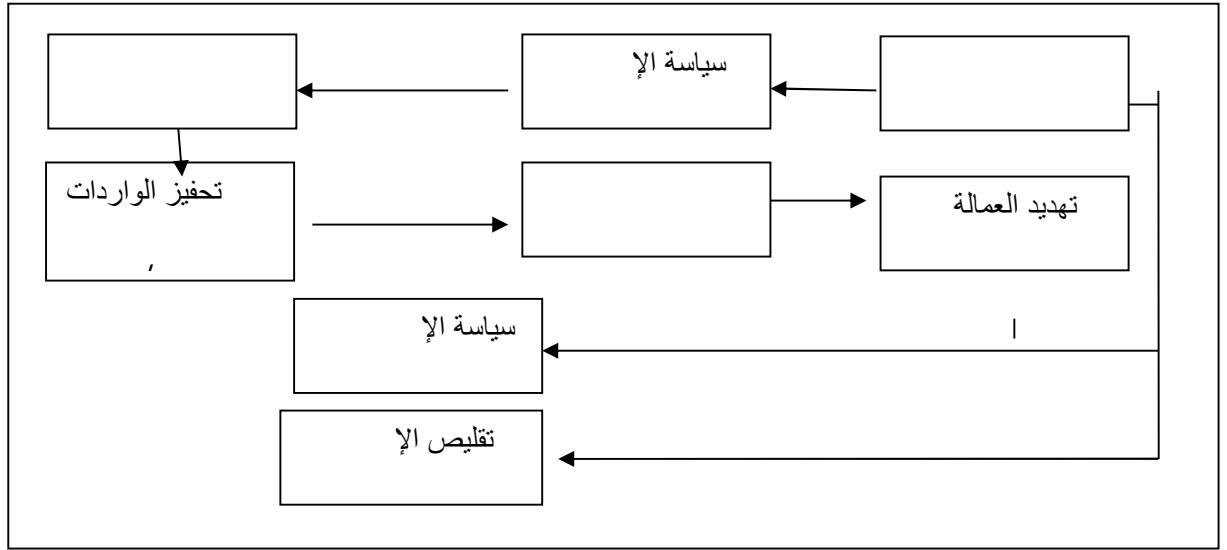 سياسة الإ
تحفيز الواردات
,
تهديد العمالة
سياسة الإ
ا
تقليص الإ